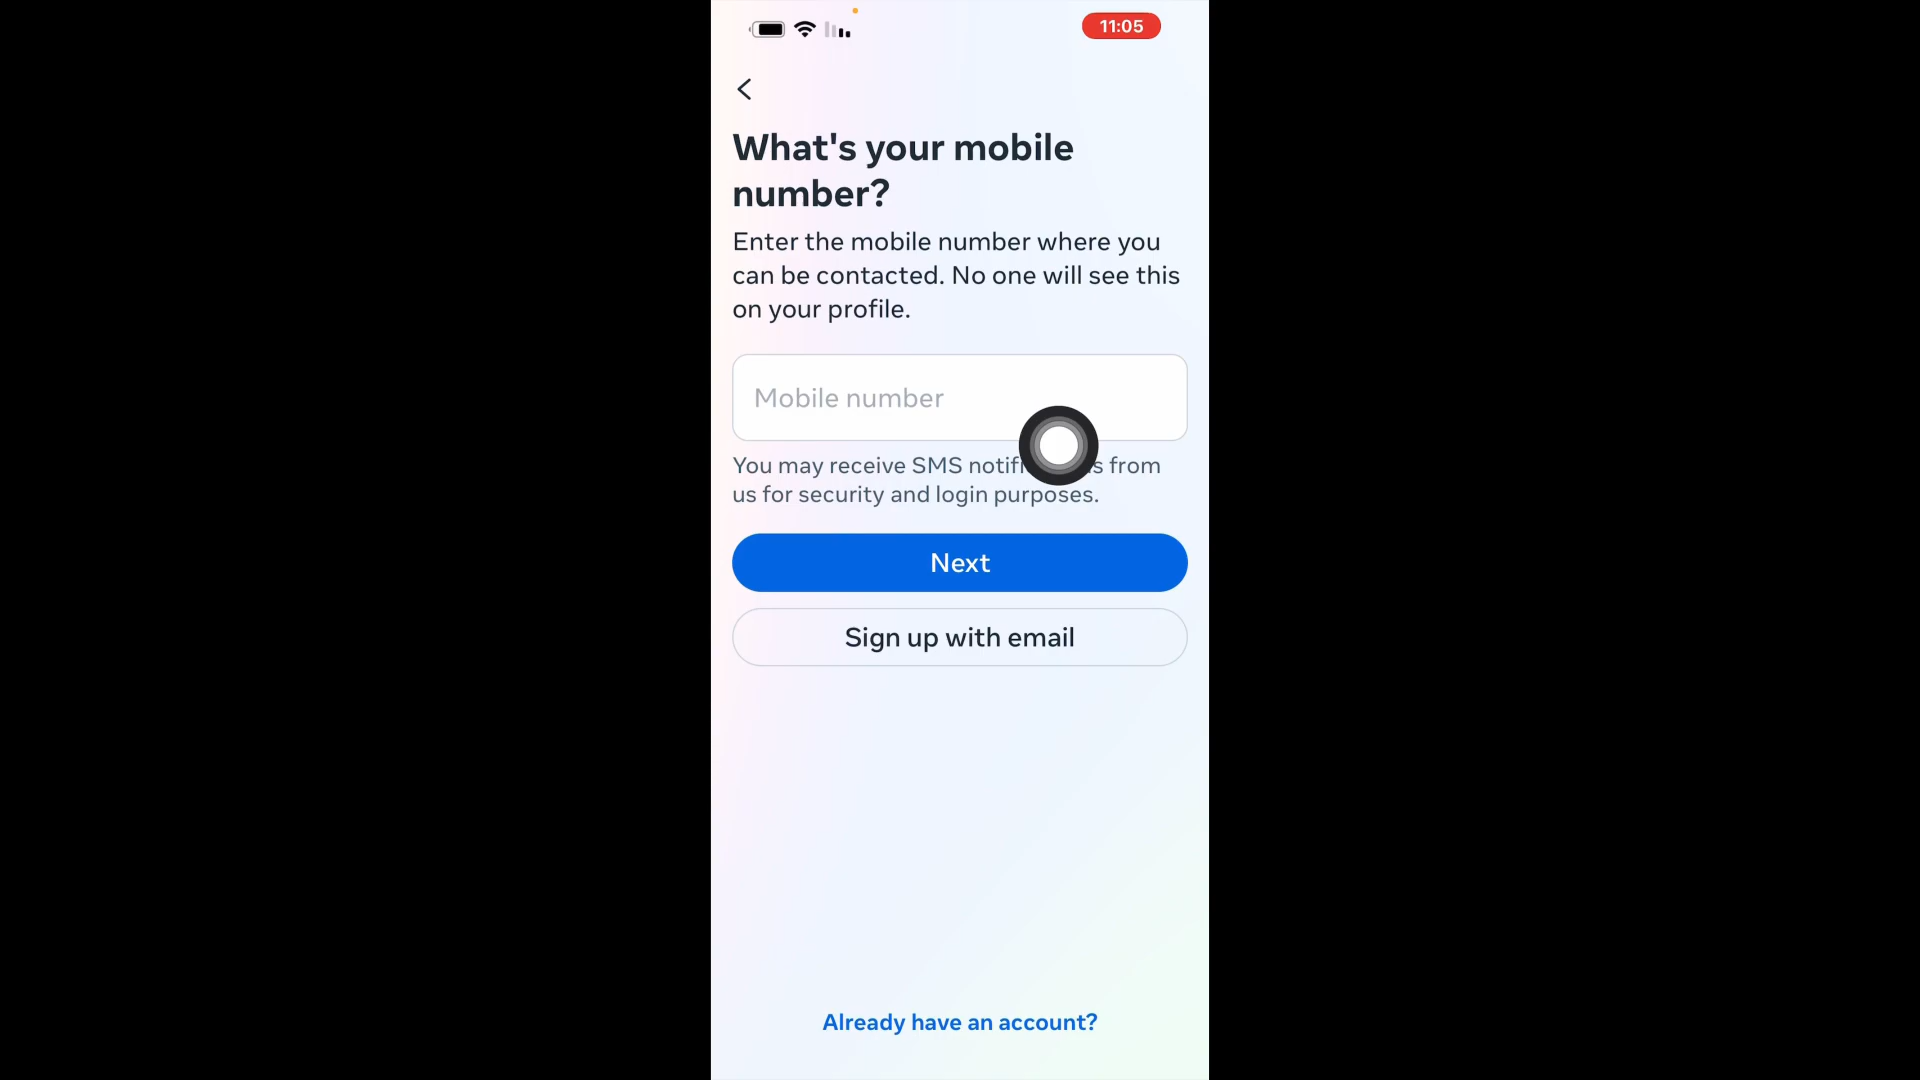 11:05
What's your mobile
number?
Enter the mobile number where you
can be contacted. No one will see this
on your profile.
Mobile number
You may receive SMS from
us for security and login purposes.
Next
Sign up with email
Already have an account?